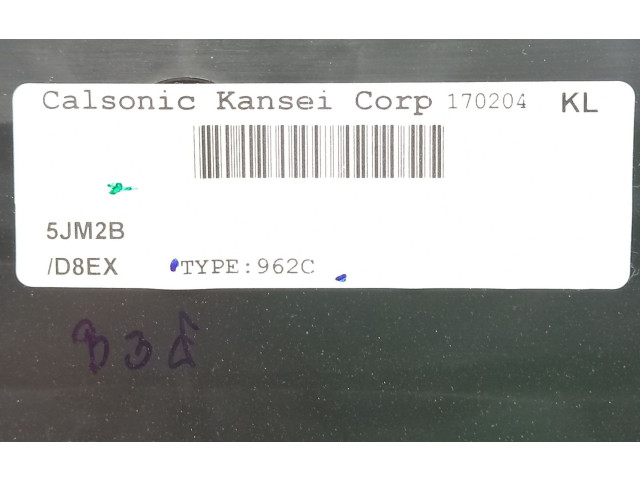 Calsonic Kansei Corp 170204 KL
5JM2B
/D8EX TYPE:962C